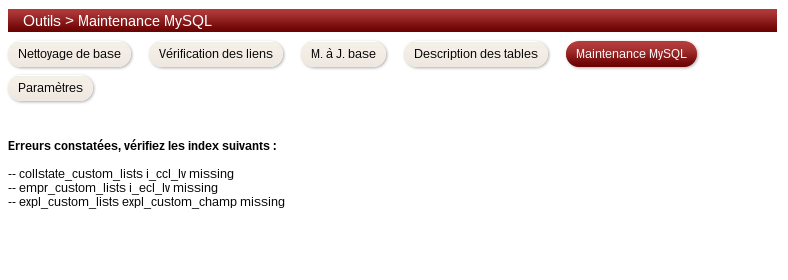 Outils > Maintenance MySQL
Nettoyage de base
Vérification des liens
M. à J. base
Description des tables
Maintenance MySQL
Paramètres
Erreurs constatées, vérifiez les index suivants :
-- collstate_custom_lists i_ccl_lv missing
-- empr_custom_lists i_ecl_lv missing
-- expl_custom_lists expl_custom_champ missing